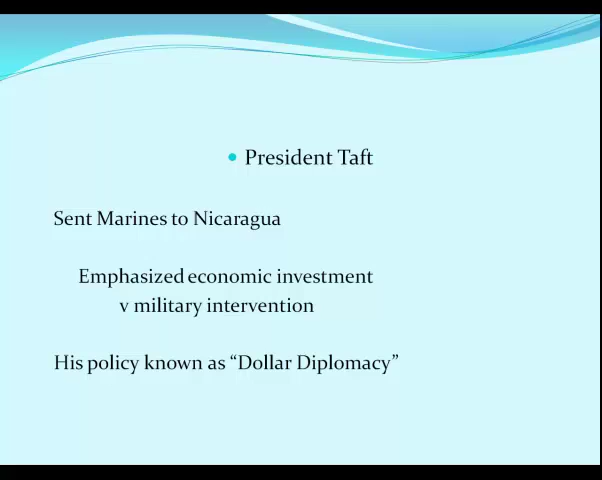 President Taft
Sent Marines to Nicaragua
Emphasized economic investment
v military intervention
His policy known as “Dollar Diplomacy”